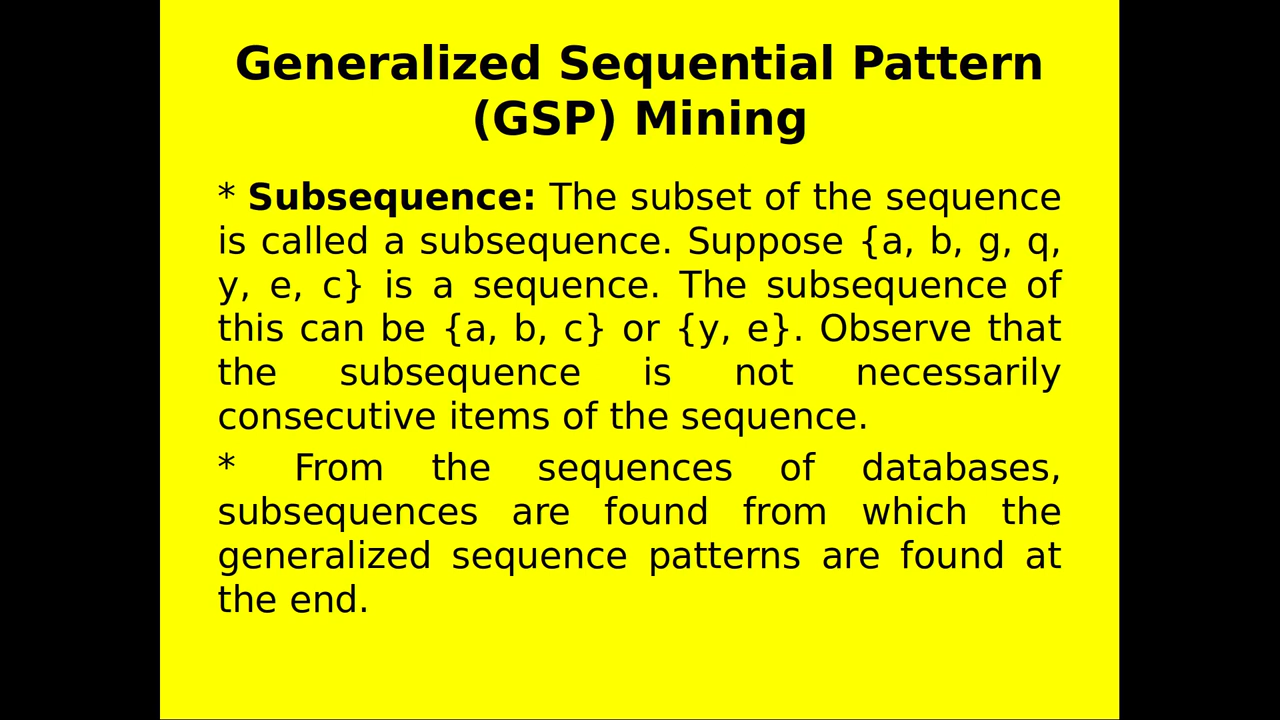 Generalized Sequential Pattern
(GSP) Mining
* Subsequence: The subset of the sequence
is called a subsequence. Suppose {a, b, g, q,
y, e, c} is a sequence. The subsequence of
this can be {a, b, c} or {y, e}. Observe that
the subsequence is not necessarily
consecutive items of the sequence.
* From the sequences of databases,
subsequences are found from which the
generalized sequence patterns are found at
the end.